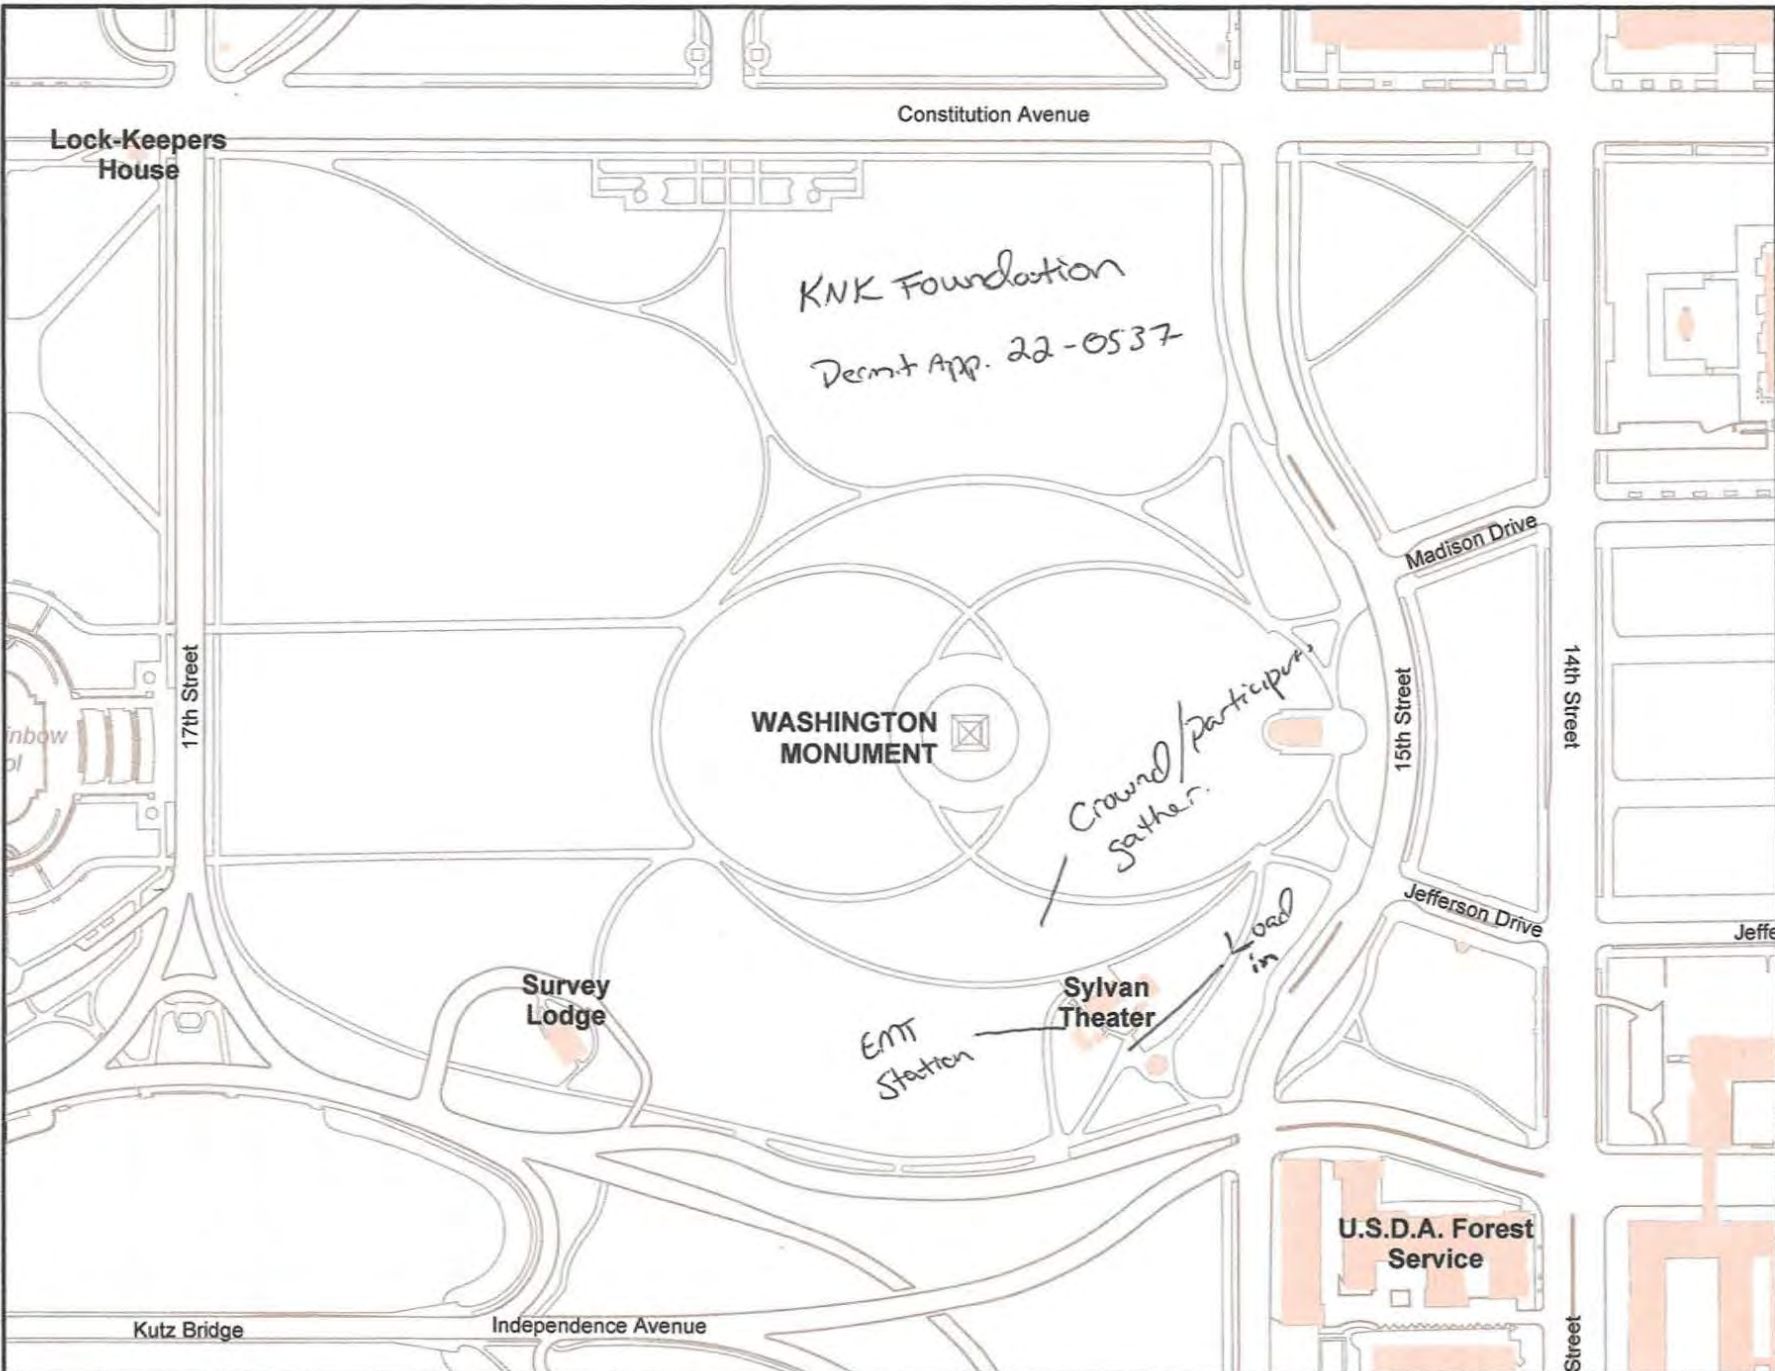 Constitution Avenue
Lock-Keepers
House
KNK Foundation
Permit App. 22-0537
Madison Drive
17th Street
14th Street
15th Street
WASHINGTON
MONUMENT
Crowd/participants
gather.
inbow
ol
Jefferson Drive
Jeffe
Load
in
Survey
Lodge
Sylvan
Theater
EMT
Station
U.S.D.A. Forest
Service
Kutz Bridge
Independence Avenue
Street